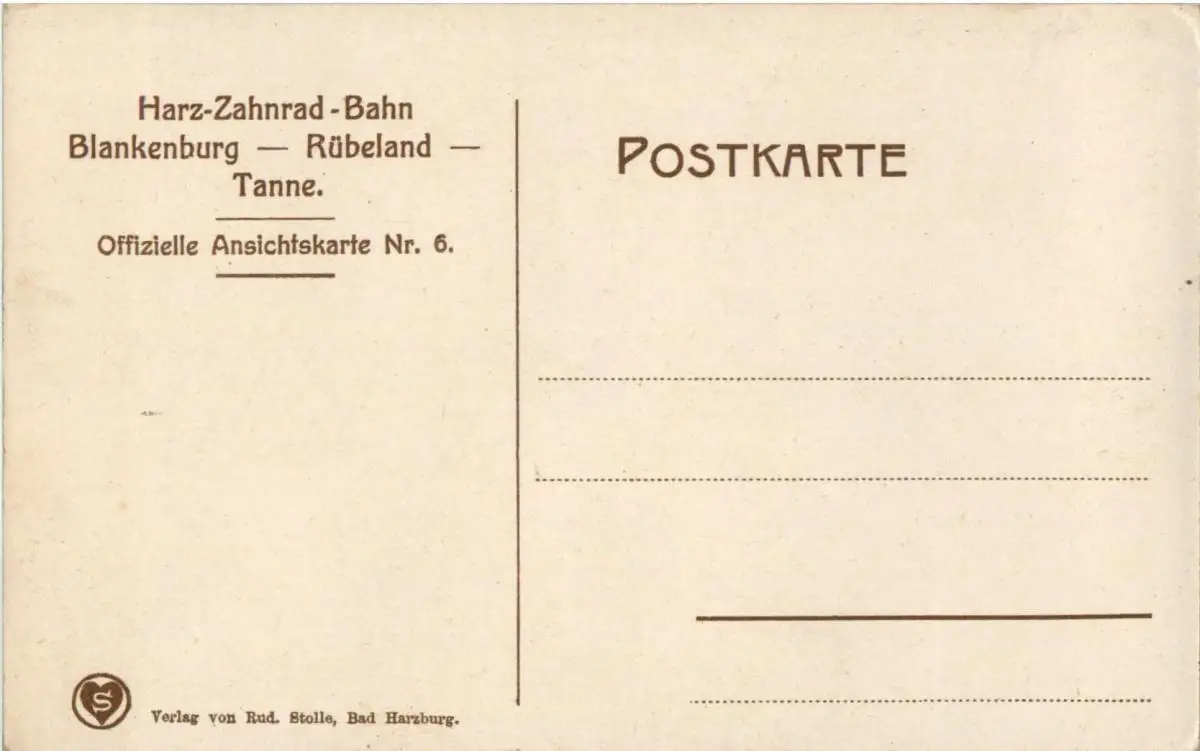 Harz-Zahnrad-Bahn
Blankenburg — Rübeland —
Tanne.
Offizielle Ansichtskarte Nr. 6.
POSTKARTE
S
Verlag von Rud. Stolle, Bad Harzburg.